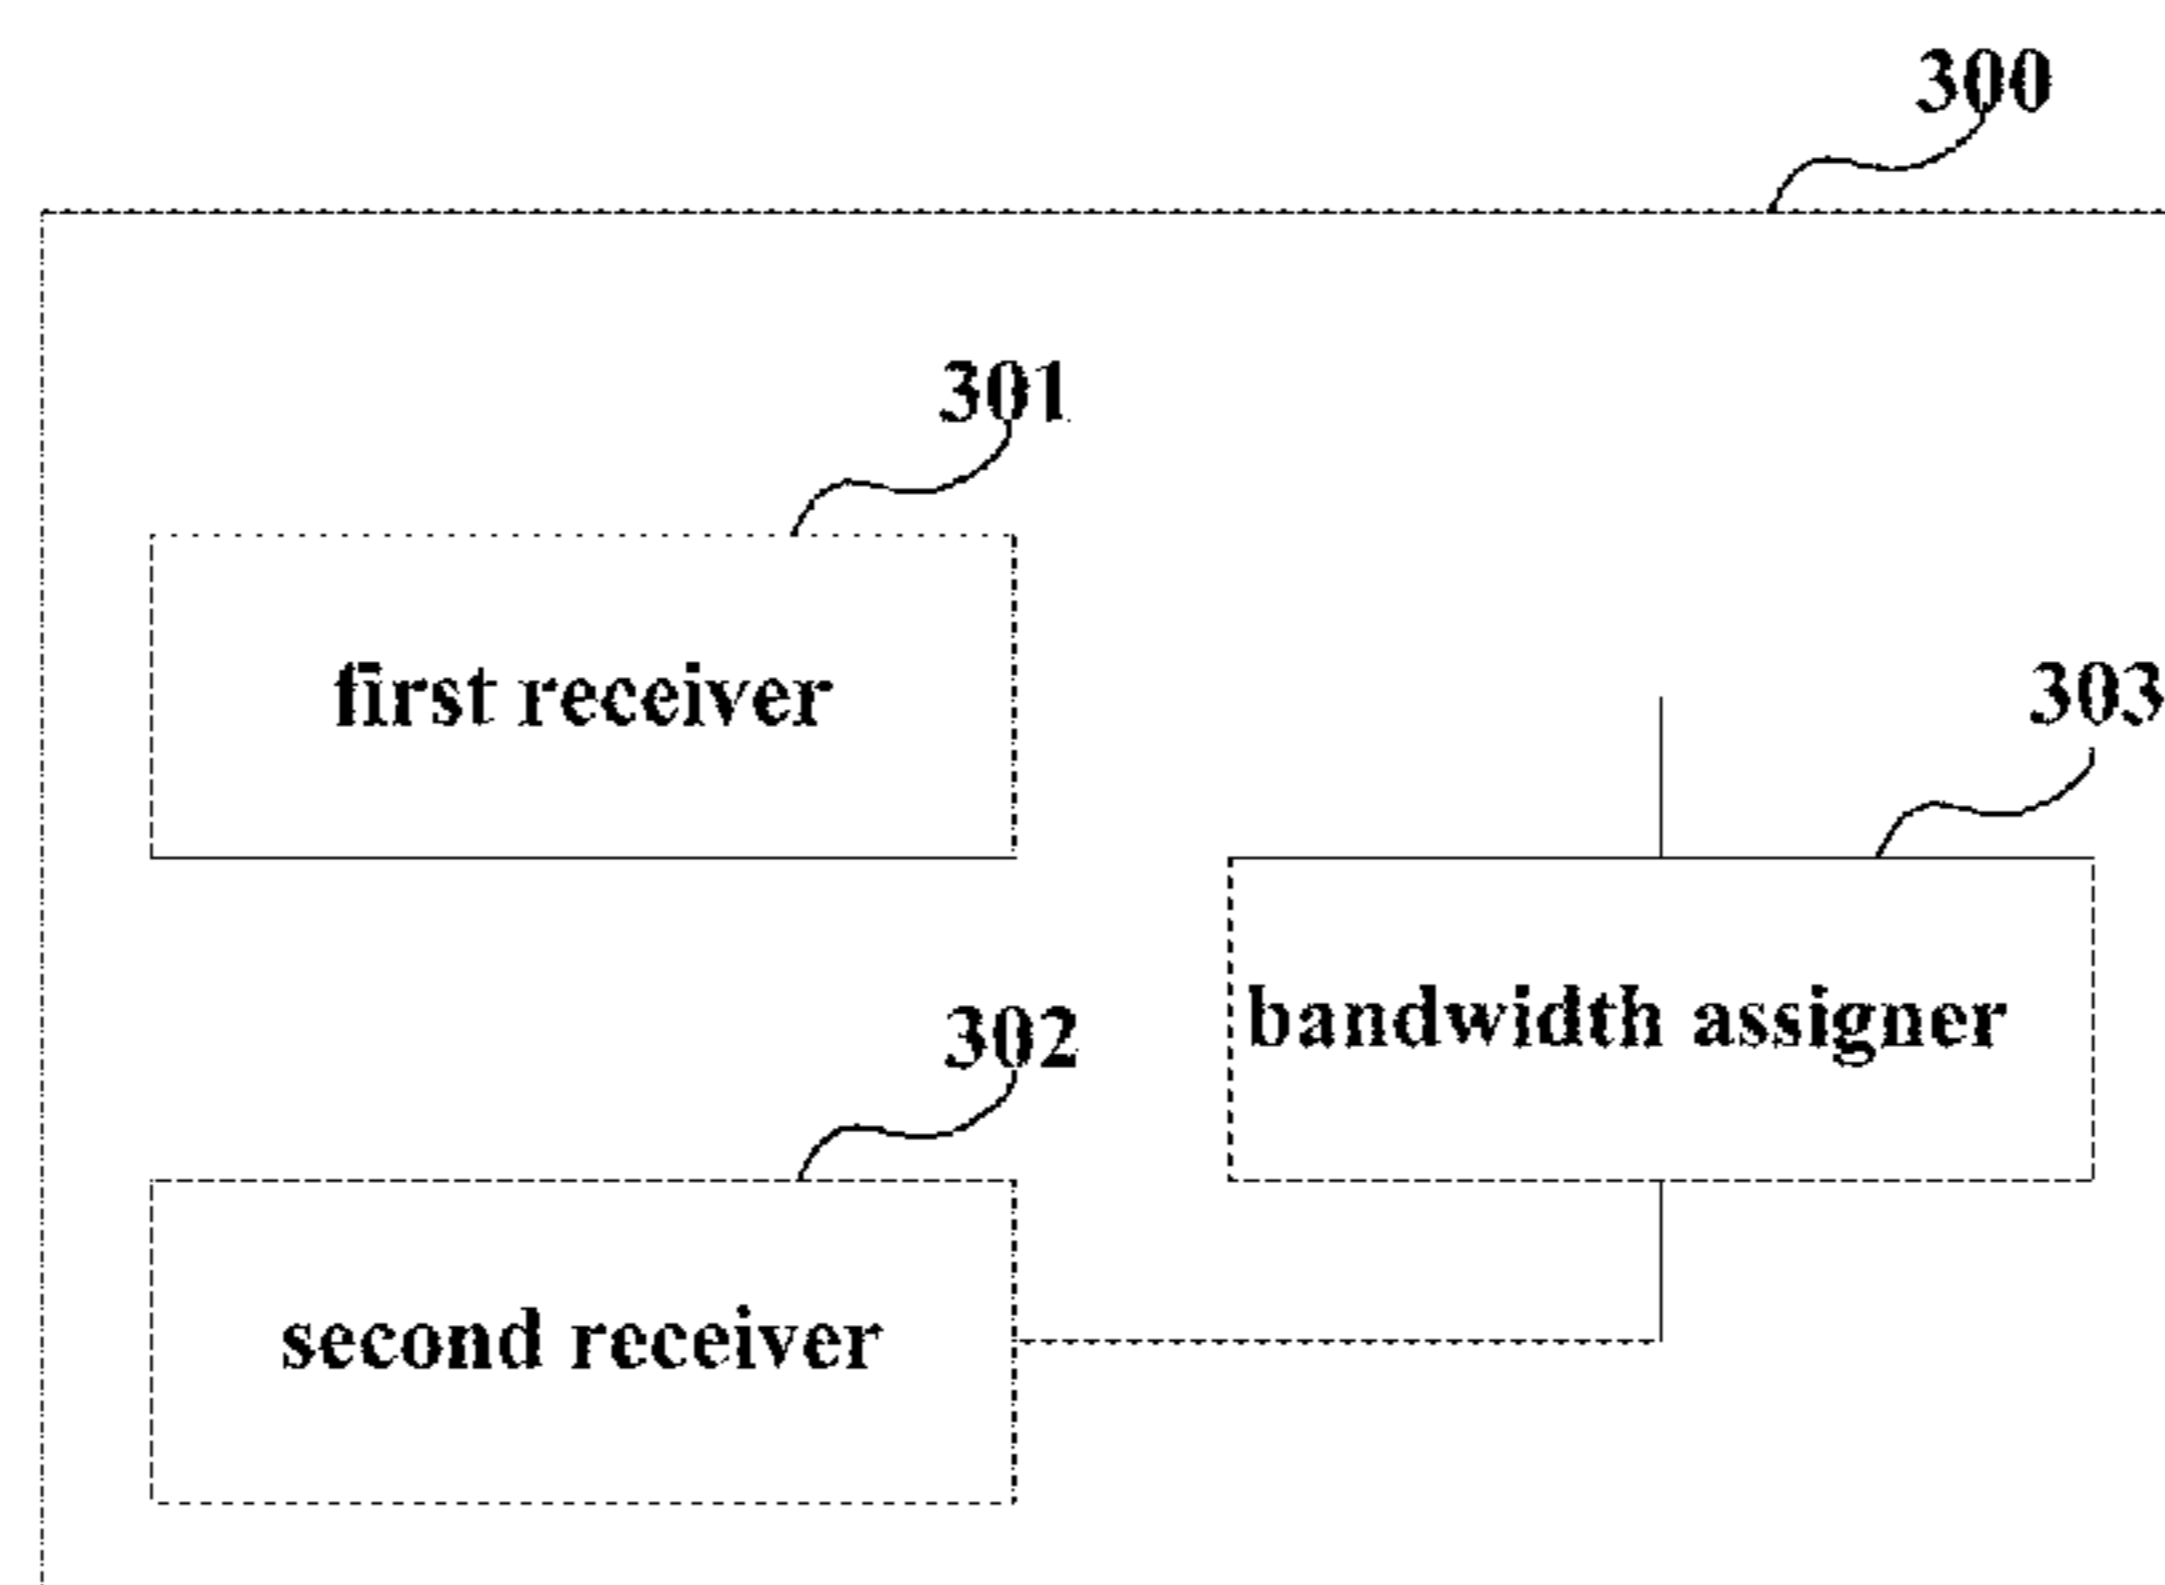 300
301
first receiver
303
bandwidth assigner
302
second receiver